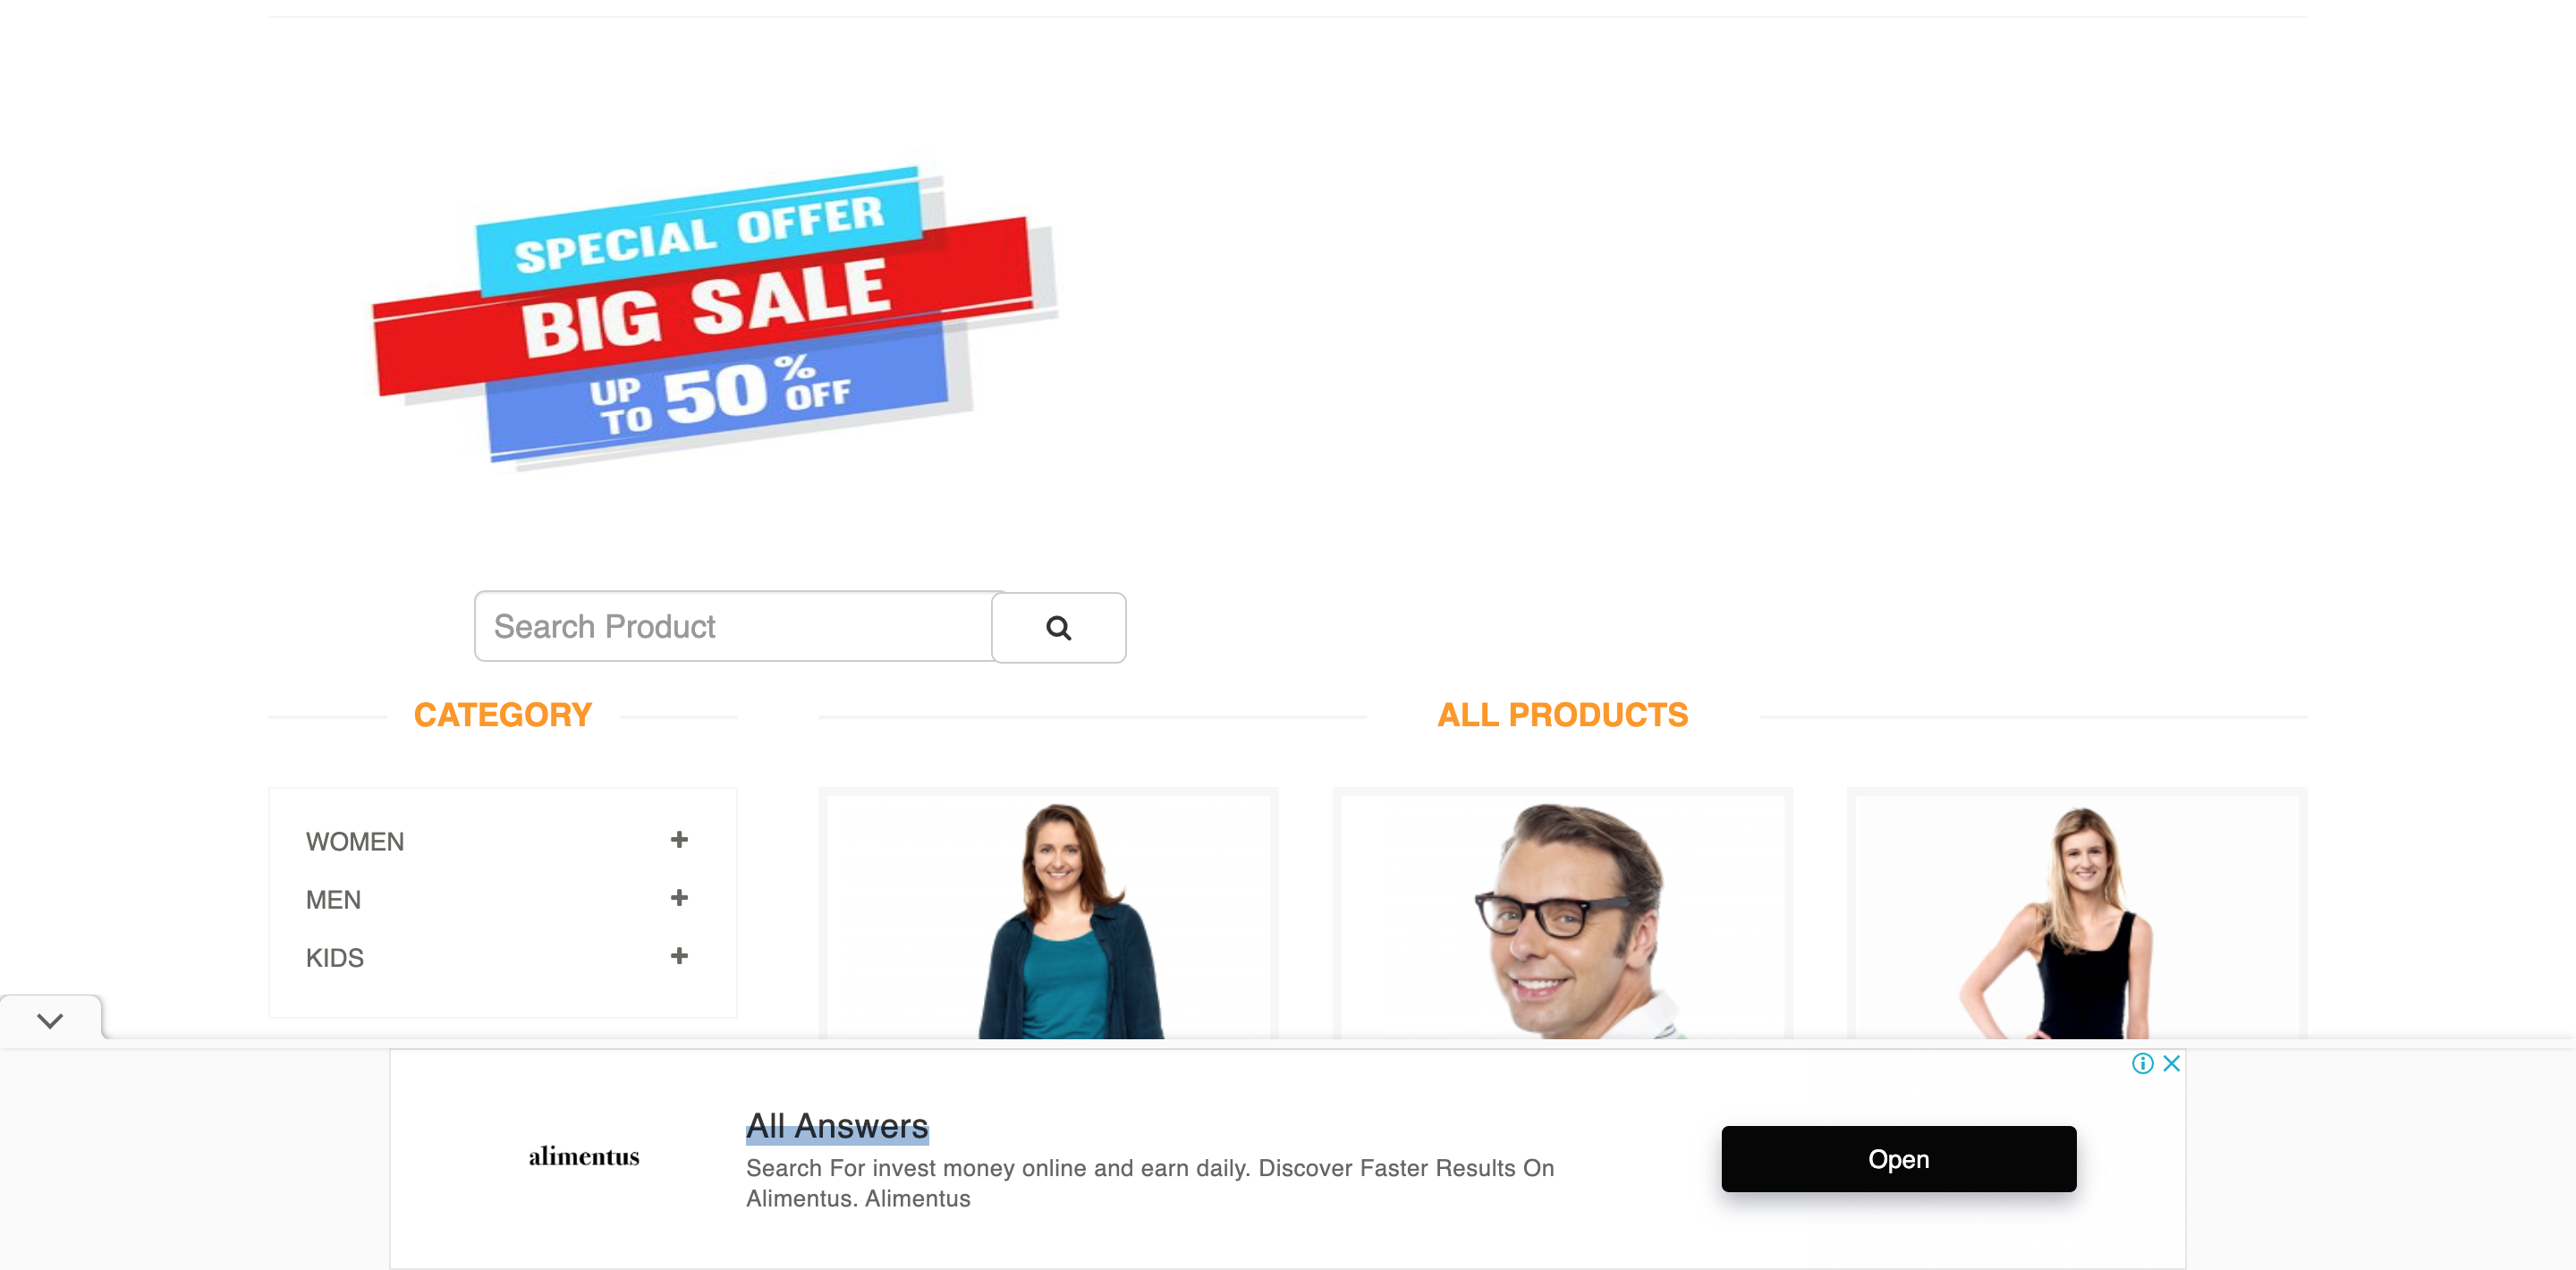 SPECIAL OFFER
BIG SALE
UP TO 50% OFF
Search Product
CATEGORY
WOMEN
MEN
KIDS
ALL PRODUCTS
alimentus
All Answers
Search For invest money online and earn daily. Discover Faster Results On
Alimentus. Alimentus
Open